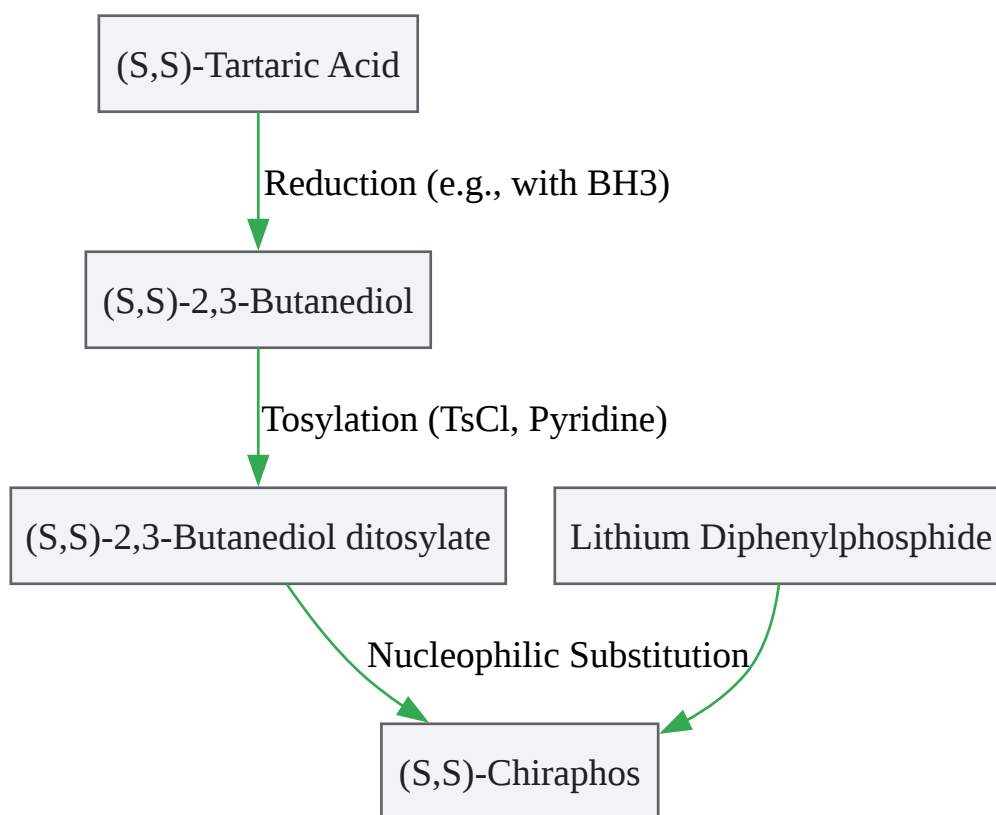 (S,S)-Tartaric Acid
Reduction (e.g., with BH3)
(S,S)-2,3-Butanediol
Tosylation (TsCl, Pyridine)
(S,S)-2,3-Butanediol ditosylate
Lithium Diphenylphosphide
Nucleophilic Substitution
(S,S)-Chiraphos